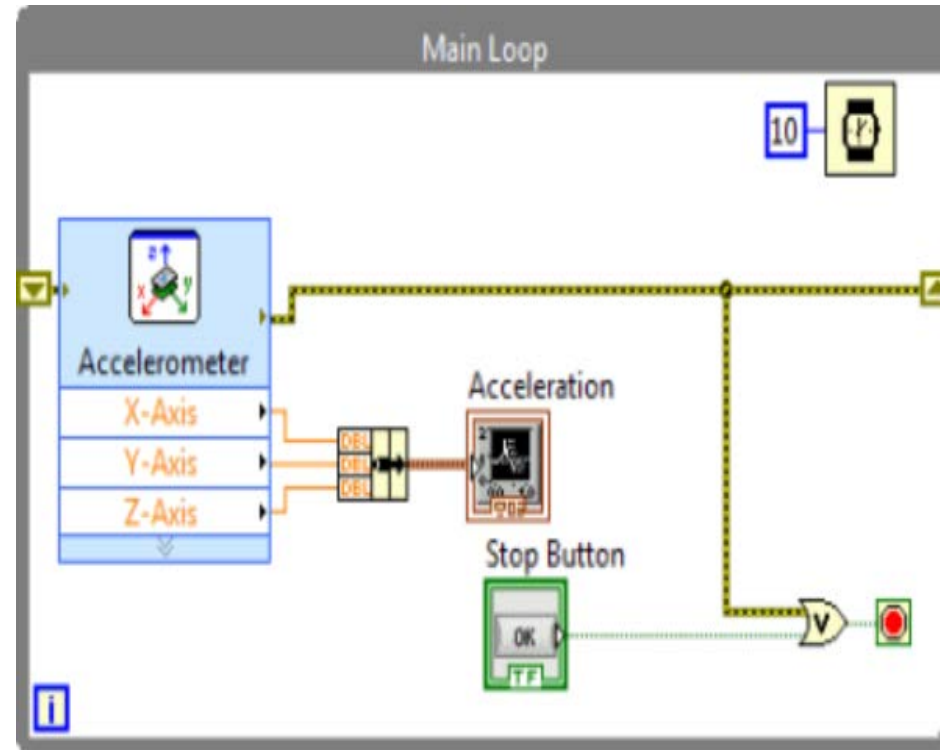 Main Loop
10
z
x y
Accelerometer
X-Axis
Y-Axis
Z-Axis
Acceleration
DBL
DBL
DBL
Stop Button
OK
TF
V
i